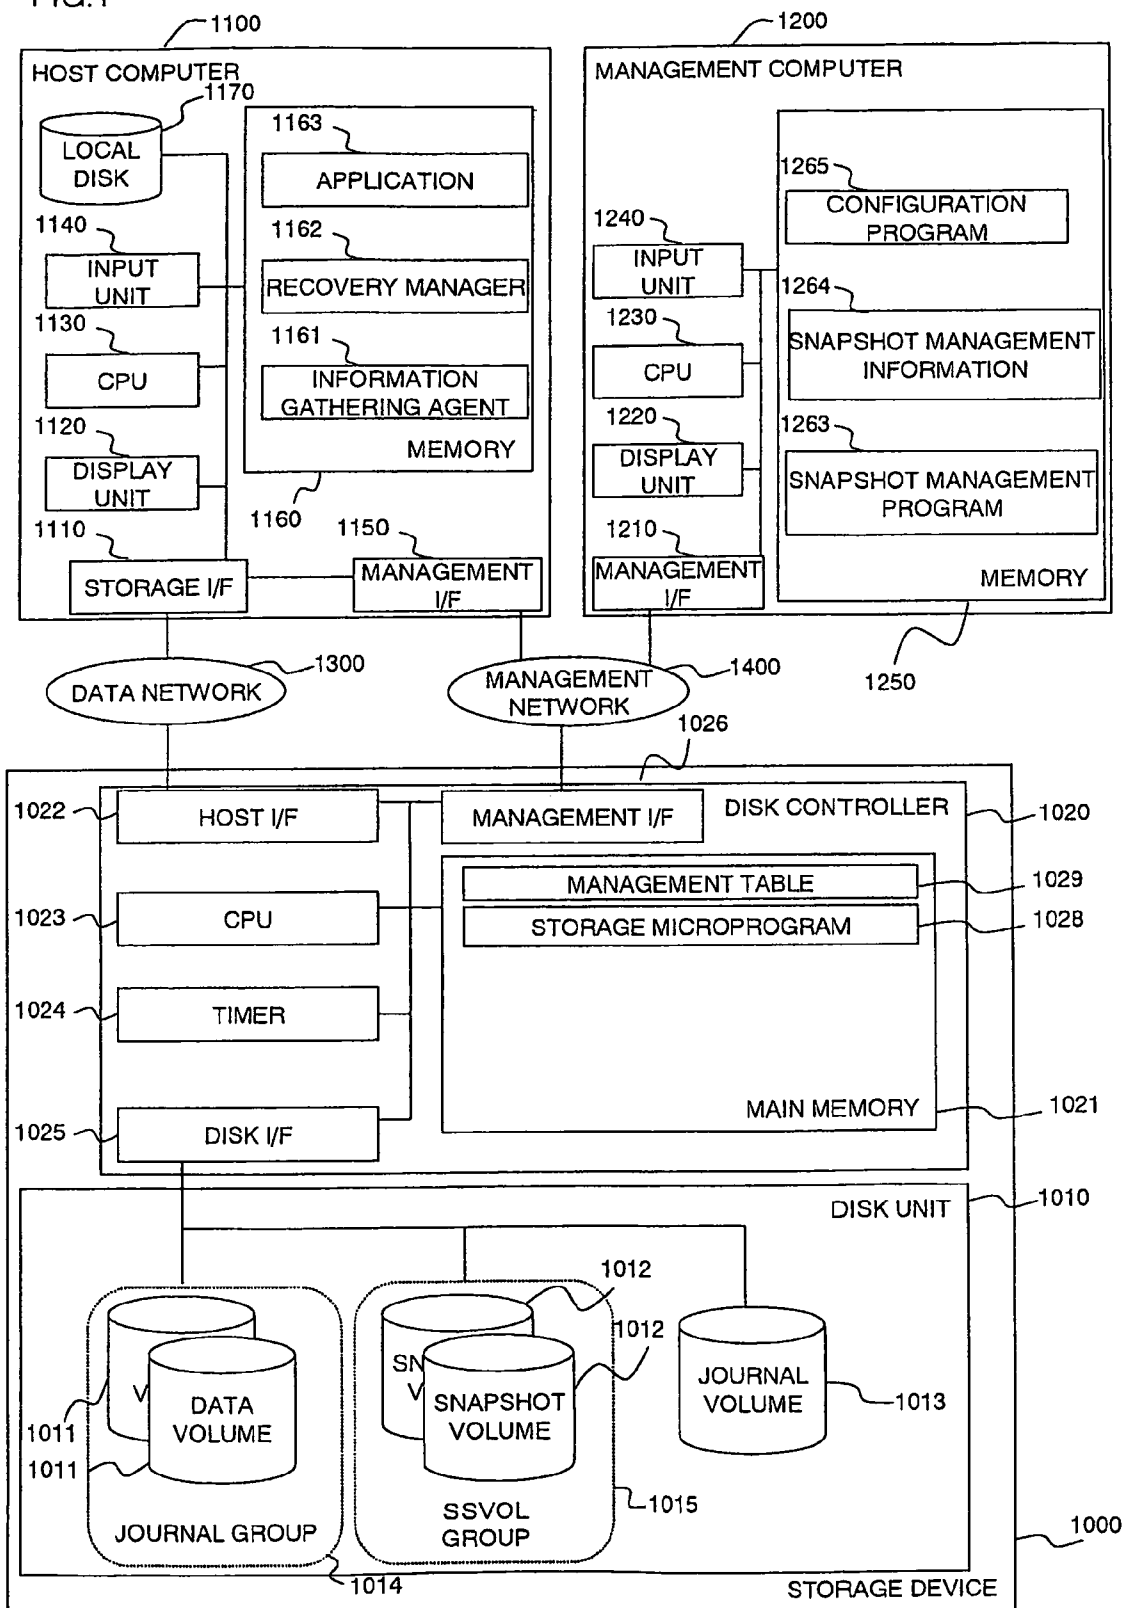 FIG.1
1100
HOST COMPUTER
1170
LOCAL
DISK
1163
APPLICATION
1140
INPUT
UNIT
1162
RECOVERY MANAGER
1130
CPU
1161
INFORMATION
GATHERING AGENT
1120
DISPLAY
UNIT
MEMORY
1160
1110
STORAGE I/F
1150
MANAGEMENT
I/F
1200
MANAGEMENT COMPUTER
1265
CONFIGURATION
PROGRAM
1240
INPUT
UNIT
1264
SNAPSHOT MANAGEMENT
INFORMATION
1230
CPU
1263
SNAPSHOT MANAGEMENT
PROGRAM
1220
DISPLAY
UNIT
1210
MANAGEMENT
I/F
MEMORY
1250
1300
DATA NETWORK
1400
MANAGEMENT
NETWORK
1026
1022
HOST I/F
MANAGEMENT I/F
DISK CONTROLLER
1020
MANAGEMENT TABLE
1029
1023
CPU
STORAGE MICROPROGRAM
1028
1024
TIMER
MAIN MEMORY
1021
1025
DISK I/F
DISK UNIT
1010
1012
1012
SN
V
SNAPSHOT
VOLUME
V
DATA
VOLUME
JOURNAL
VOLUME
1013
1011
1011
JOURNAL GROUP
1014
SSVOL
GROUP
1015
1000
STORAGE DEVICE